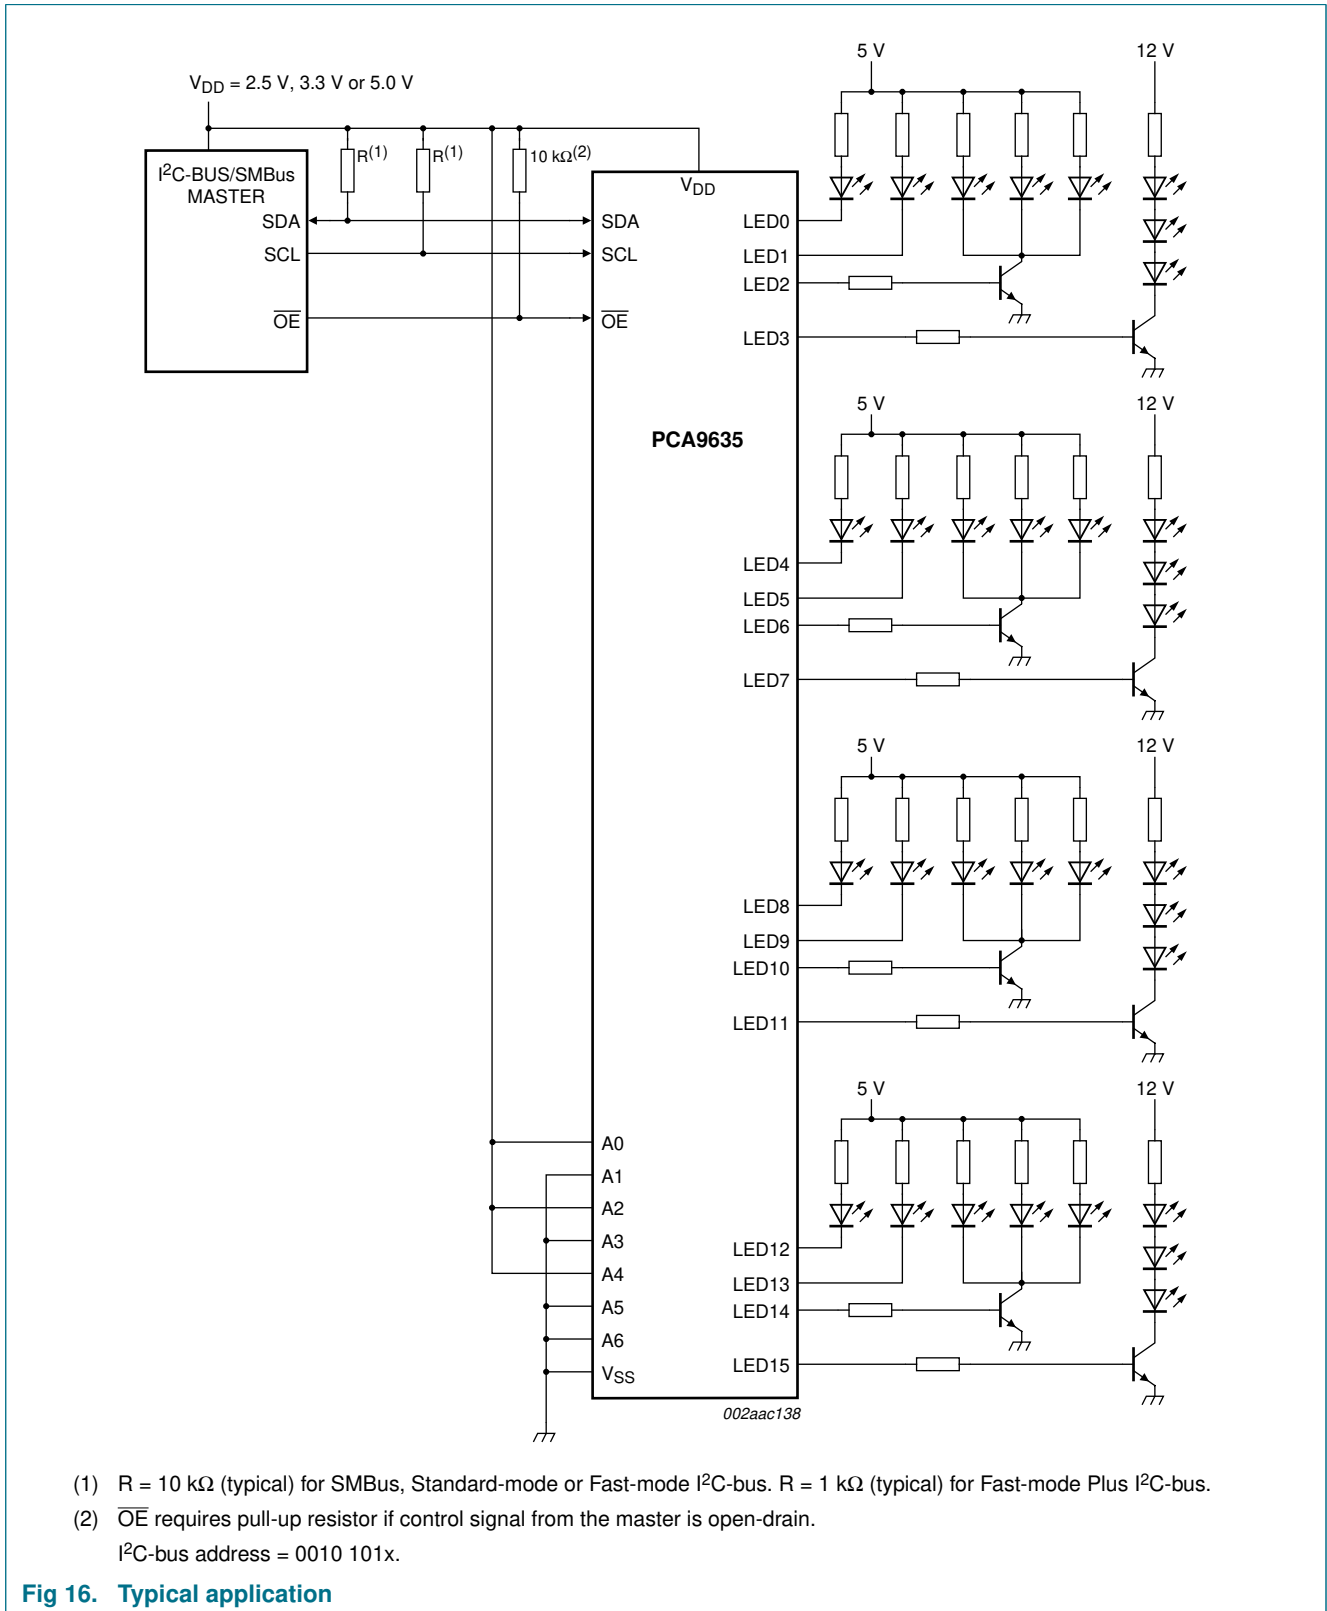 5 V
12 V
V_DD = 2.5 V, 3.3 V or 5.0 V
R(1)
R(1)
10 kΩ(2)
I²C-BUS/SMBus
MASTER
SDA
SCL
O̅E̅
V_DD
SDA
SCL
O̅E̅
LED0
LED1
LED2
LED3
PCA9635
5 V
12 V
LED4
LED5
LED6
LED7
5 V
12 V
LED8
LED9
LED10
LED11
5 V
12 V
A0
A1
A2
A3
A4
A5
A6
V_SS
LED12
LED13
LED14
LED15
002aac138
(1) R = 10 kΩ (typical) for SMBus, Standard-mode or Fast-mode I²C-bus. R = 1 kΩ (typical) for Fast-mode Plus I²C-bus.
(2) O̅E̅ requires pull-up resistor if control signal from the master is open-drain.
I²C-bus address = 0010 101x.
Fig 16. Typical application